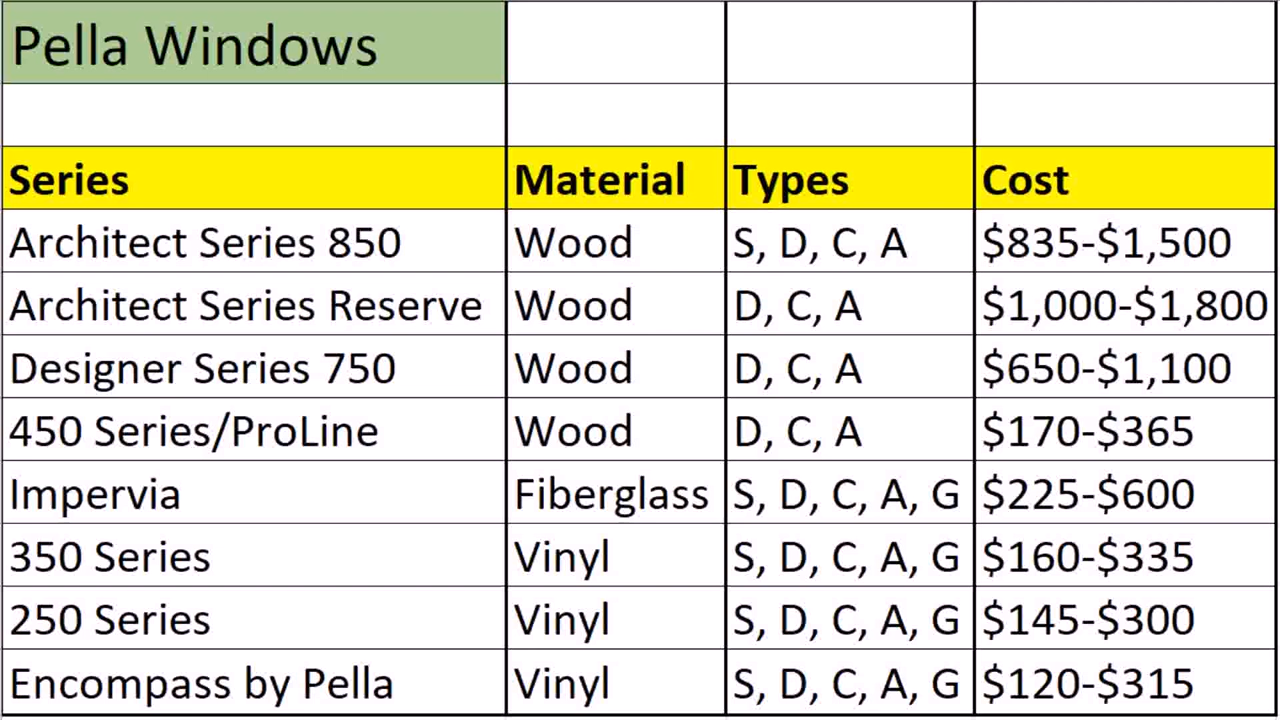 Pella Windows
Series Material Types Cost
Architect Series 850 Wood S, D, C, A $835-$1,500
Architect Series Reserve Wood D, C, A $1,000-$1,800
Designer Series 750 Wood D, C, A $650-$1,100
450 Series/ProLine Wood D, C, A $170-$365
Impervia Fiberglass S, D, C, A, G $225-$600
350 Series Vinyl S, D, C, A, G $160-$335
250 Series Vinyl S, D, C, A, G $145-$300
Encompass by Pella Vinyl S, D, C, A, G $120-$315